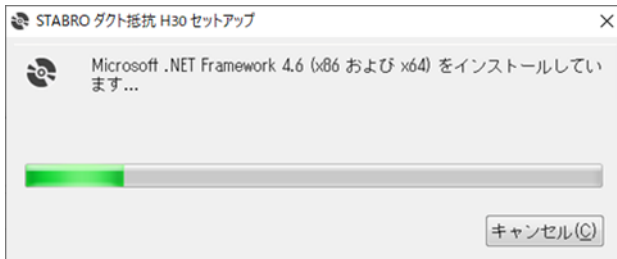 STABRO ダクト抵抗 H30 セットアップ
Microsoft .NET Framework 4.6 (x86 および x64) をインストールしてい
ます...
キャンセル(C)